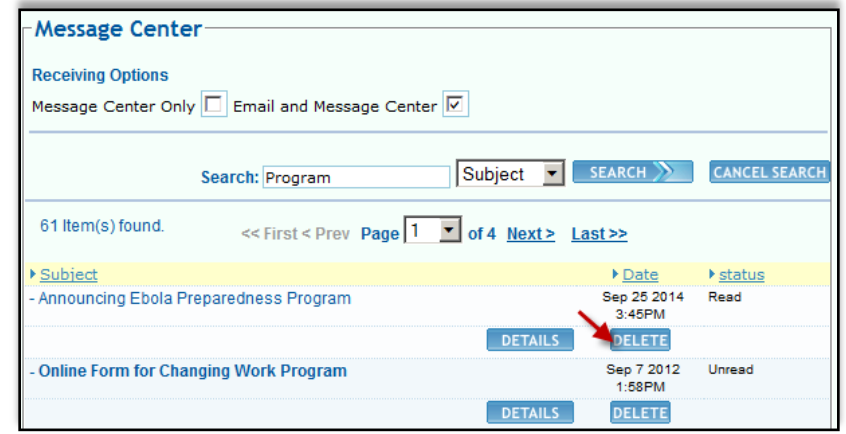 Message Center
Receiving Options
Message Center Only Email and Message Center
Search: Program Subject SEARCH CANCEL SEARCH
61 Item(s) found. << First < Prev Page 1 of 4 Next > Last >>
Subject Date status
- Announcing Ebola Preparedness Program Sep 25 2014 Read
3:45PM
DETAILS DELETE
- Online Form for Changing Work Program Sep 7 2012 Unread
1:58PM
DETAILS DELETE